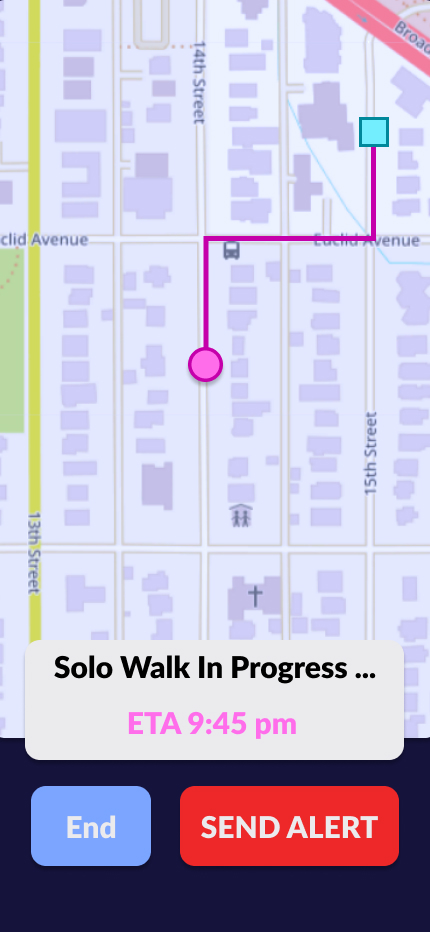 Broad
14th Street
clid Avenue
Euclid Avenue
15th Street
13th Street
Solo Walk In Progress ...
ETA 9:45 pm
End
SEND ALERT